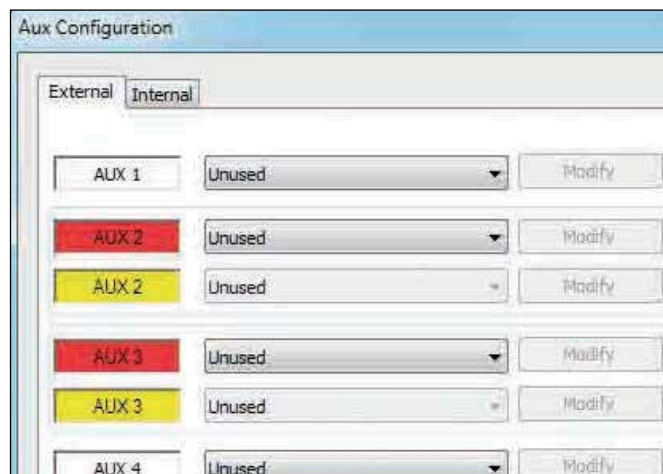 Aux Configuration
External Internal
AUX 1 Unused Modify
AUX 2 Unused Modify
AUX 2 Unused Modify
AUX 3 Unused Modify
AUX 3 Unused Modify
AUX 4 Unused Modify